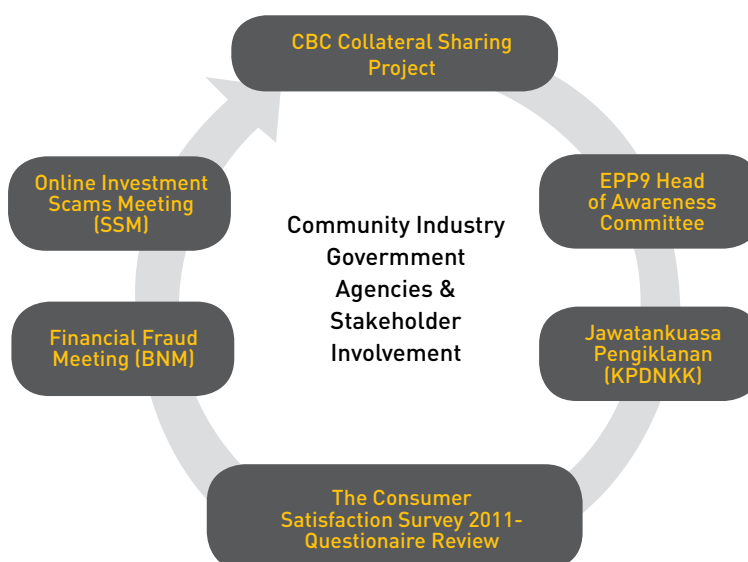 CBC Collateral Sharing
Project
EPP9 Head
of Awareness
Committee
Jawatankuasa
Pengiklanan
(KPDNKK)
The Consumer
Satisfaction Survey 2011-
Questionaire Review
Financial Fraud
Meeting (BNM)
Online Investment
Scams Meeting
(SSM)
Community Industry
Govermment
Agencies &
Stakeholder
Involvement